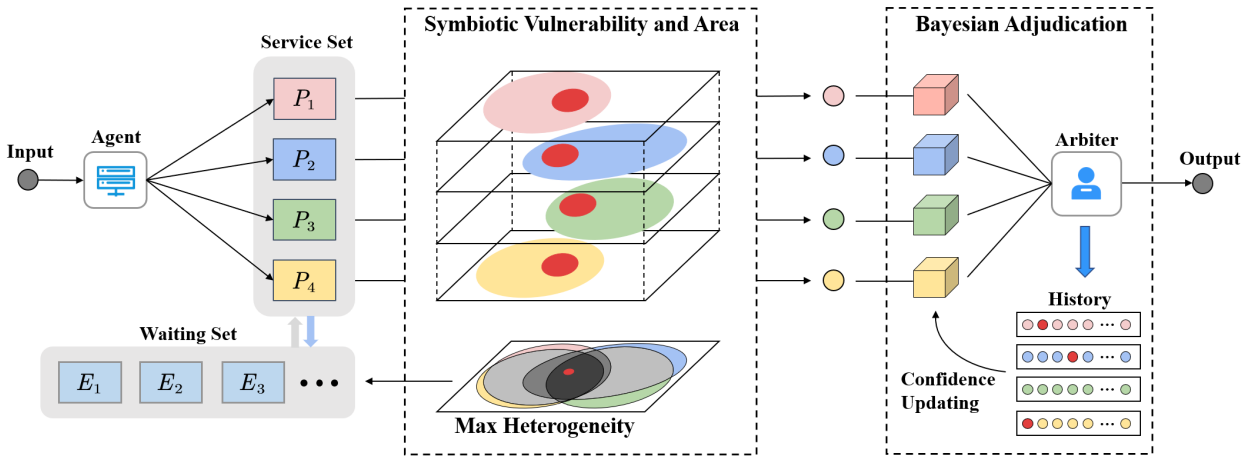 Symbiotic Vulnerability and Area
Bayesian Adjudication
Service Set
P1
P2
P3
P4
Agent
Input
Arbiter
Output
History
...
...
...
...
Waiting Set
E1
E2
E3
...
Confidence
Updating
Max Heterogeneity